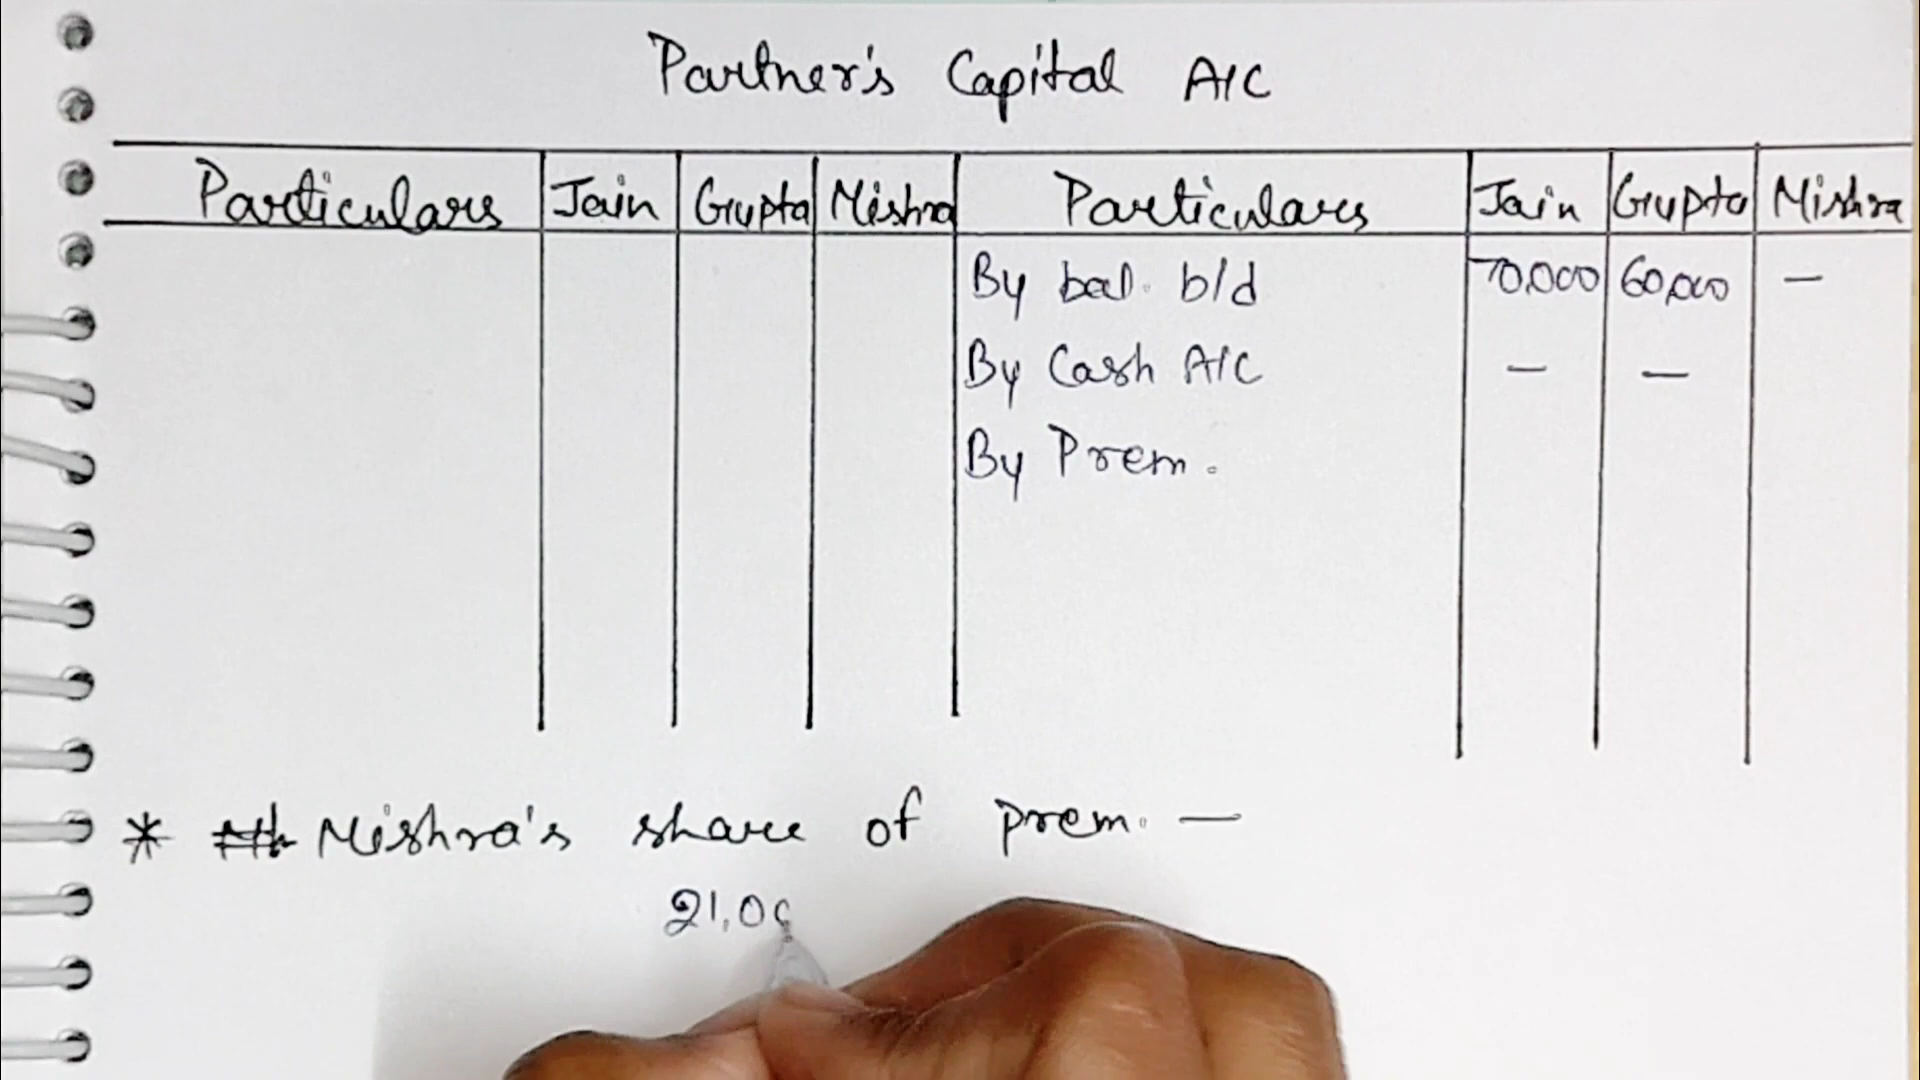 Partner's Capital A/C
Particulars Jain Gupta Mishra Particulars Jain Gupta Mishra
By bal. b/d 70,000 60,000 —
By Cash A/C — —
By Prem.
* Mishra's share of prem. —
21,00